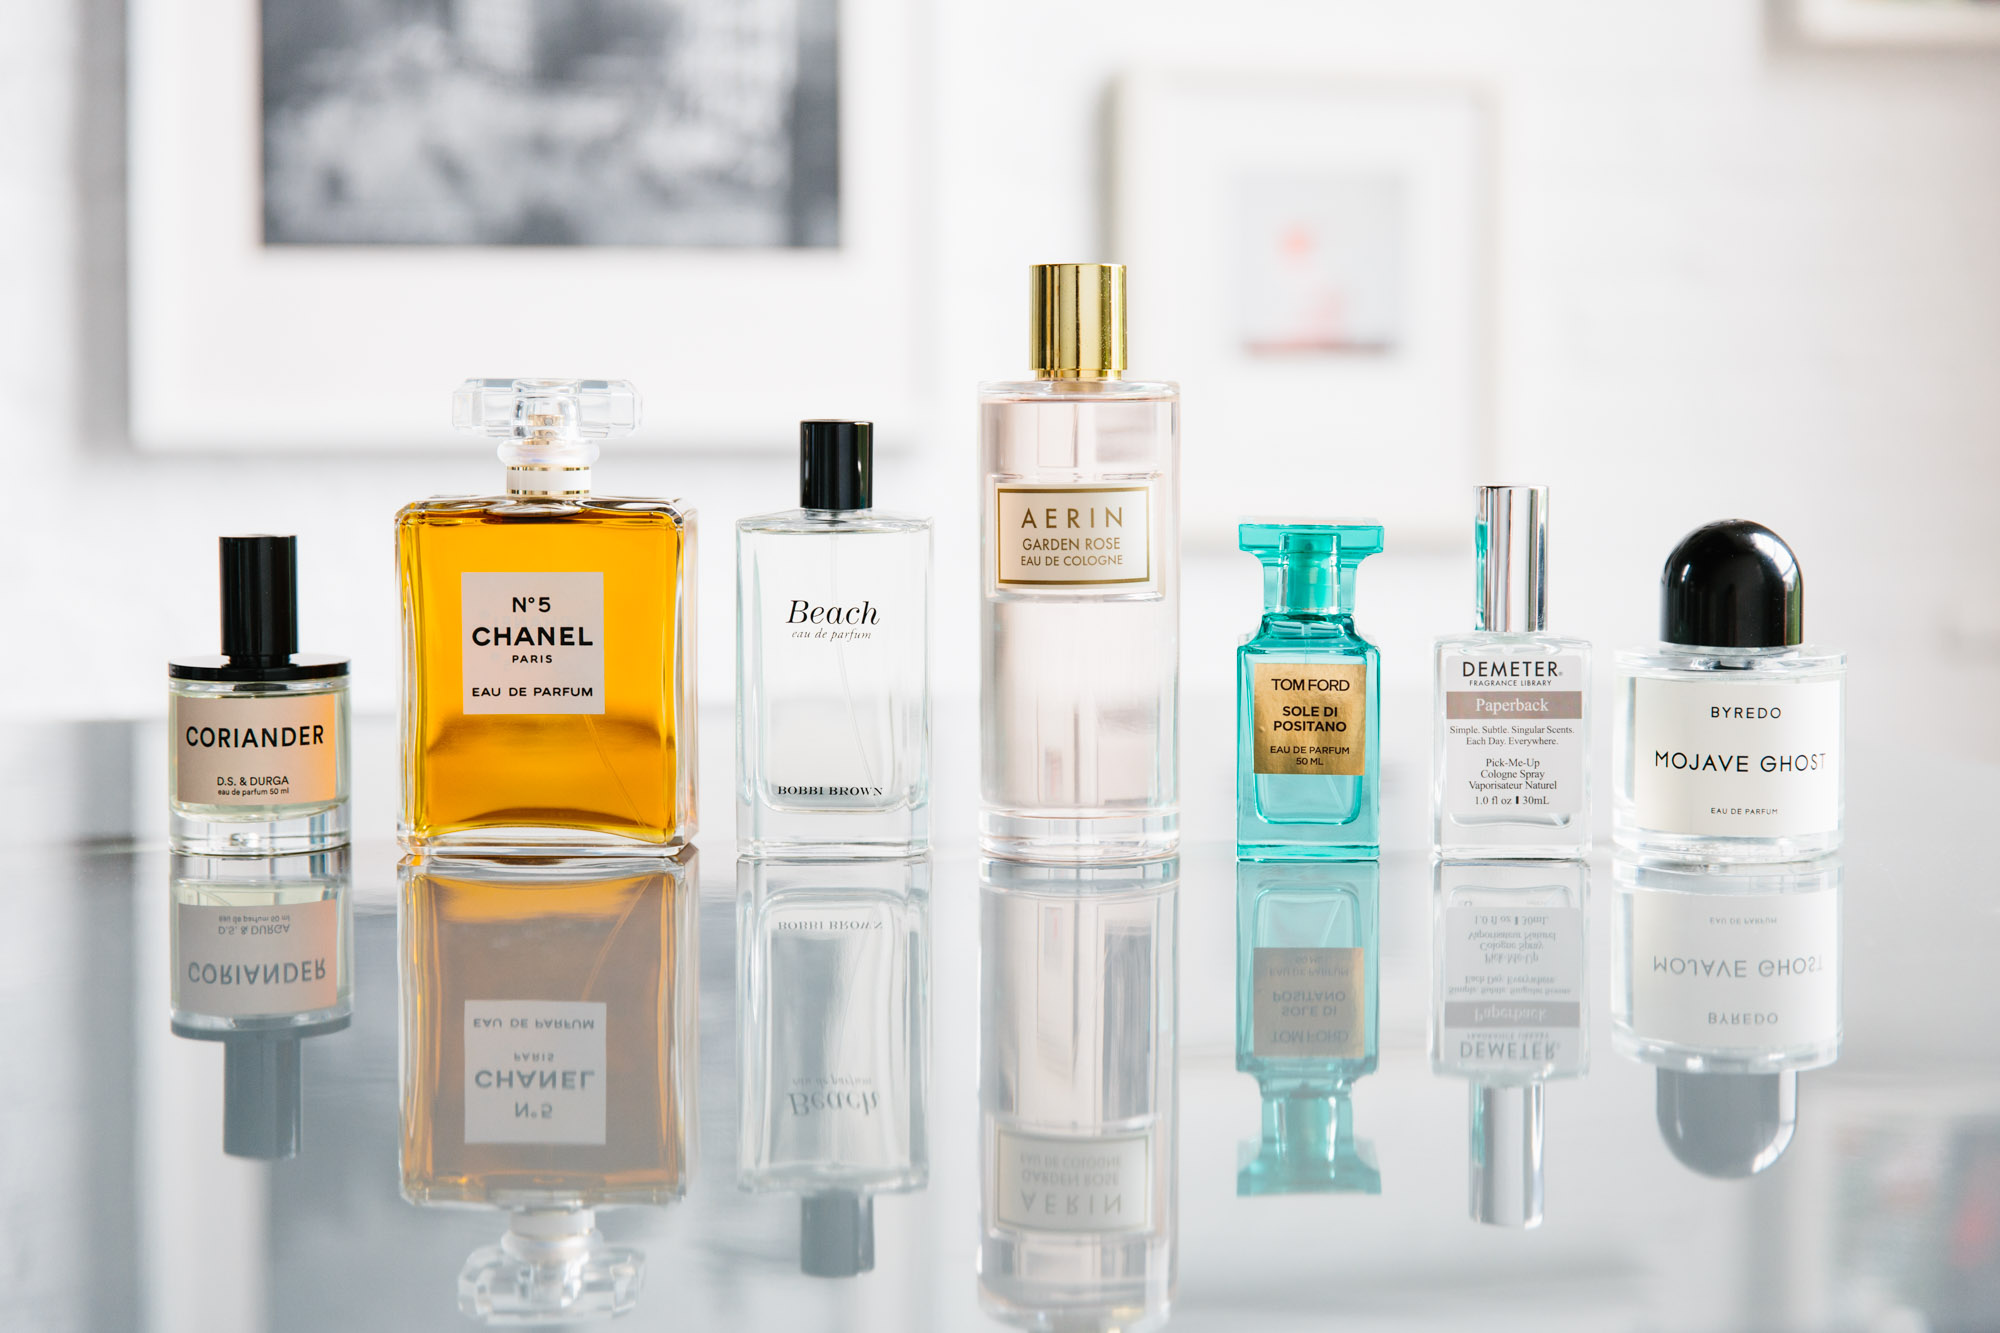 CORIANDER
D.S. & DURGA
eau de parfum 50 ml
N°5
CHANEL
PARIS
EAU DE PARFUM
Beach
eau de parfum
BOBBI BROWN
AERIN
GARDEN ROSE
EAU DE COLOGNE
TOM FORD
SOLE DI
POSITANO
EAU DE PARFUM
50 ML
DEMETER®
FRAGRANCE LIBRARY
Paperback
Simple. Subtle. Singular Scents.
Each Day. Everywhere.
Pick-Me-Up
Cologne Spray
Vaporisateur Naturel
1.0 fl oz | 30mL
BYREDO
MOJAVE GHOST
EAU DE PARFUM